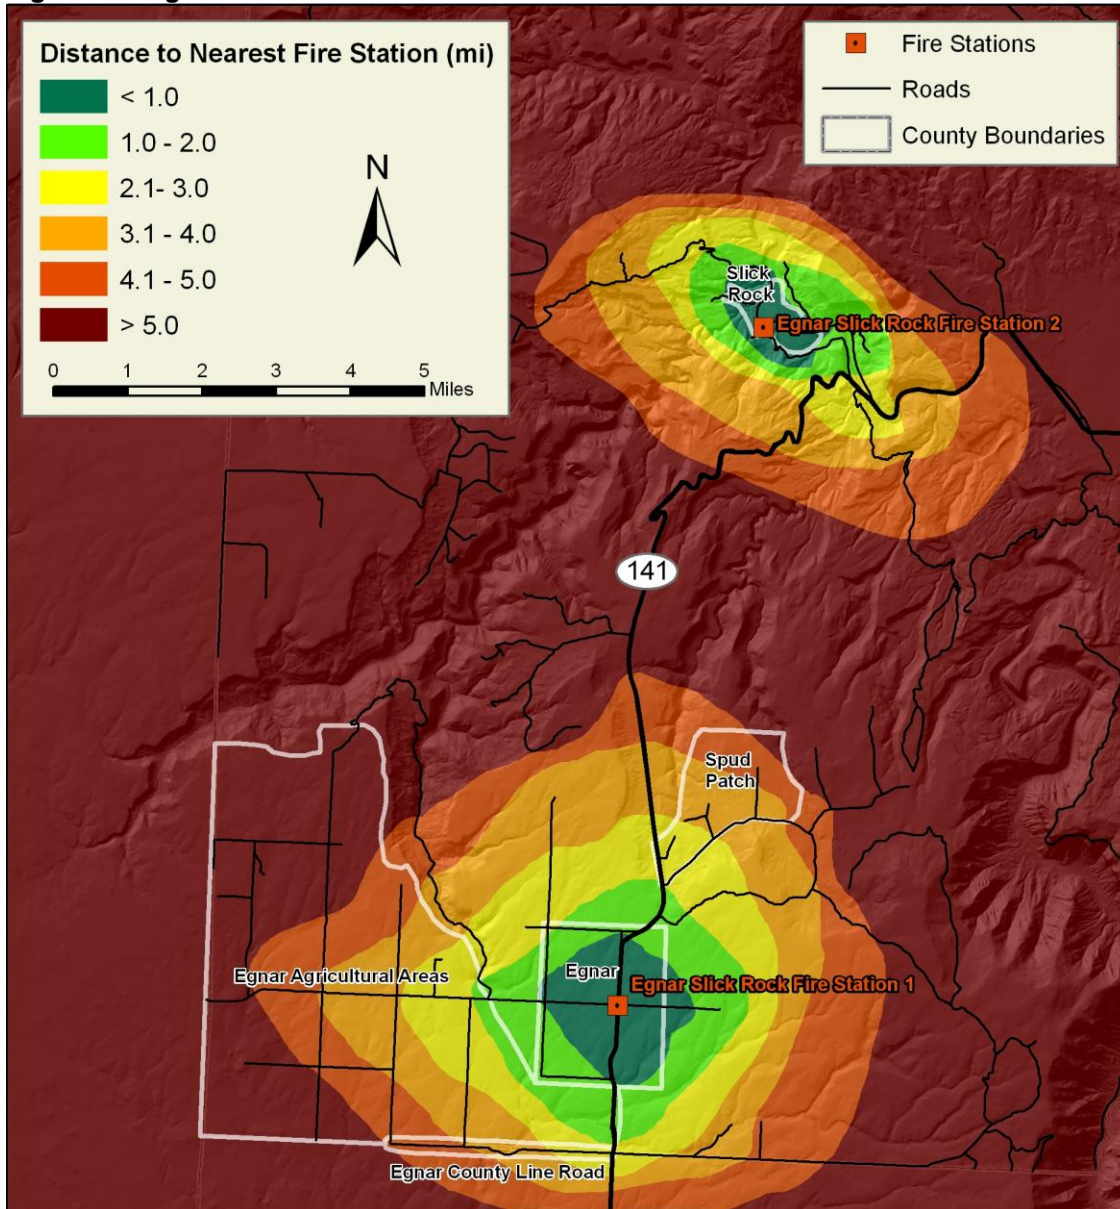 Distance to Nearest Fire Station (mi)
< 1.0
1.0 - 2.0
2.1- 3.0
3.1 - 4.0
4.1 - 5.0
> 5.0
N
0 1 2 3 4 5
Miles
Fire Stations
Roads
County Boundaries
Slick
Rock
Egnar Slick Rock Fire Station 2
141
Spud
Patch
Egnar Agricultural Areas
Egnar
Egnar Slick Rock Fire Station 1
Egnar County Line Road